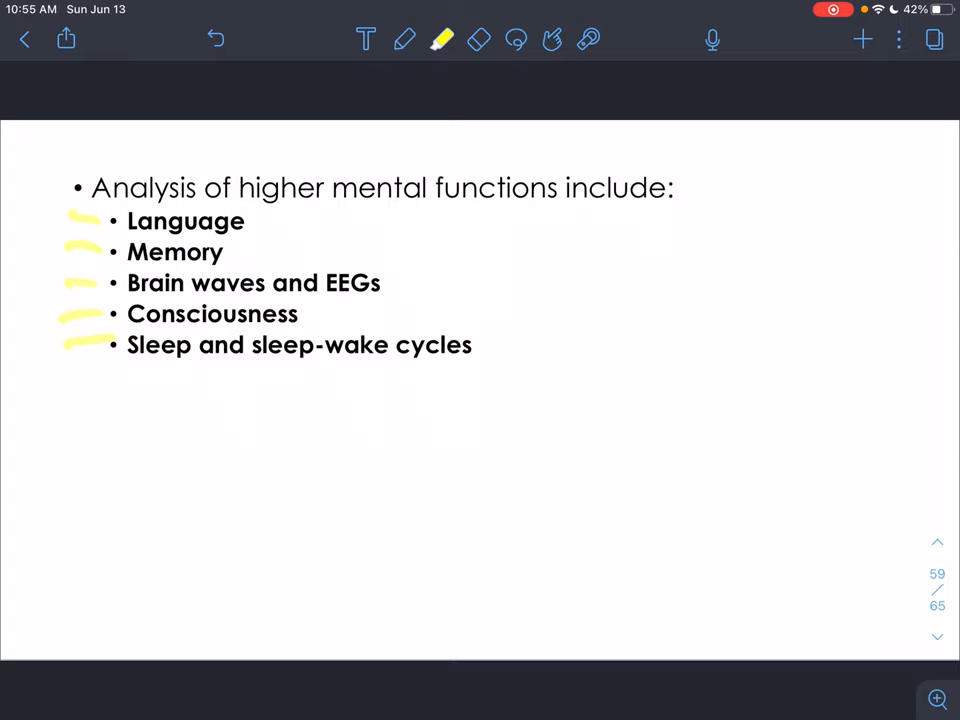 10:55 AM Sun Jun 13 42%
T
• Analysis of higher mental functions include:
• Language
• Memory
• Brain waves and EEGs
• Consciousness
• Sleep and sleep-wake cycles
59
/
65